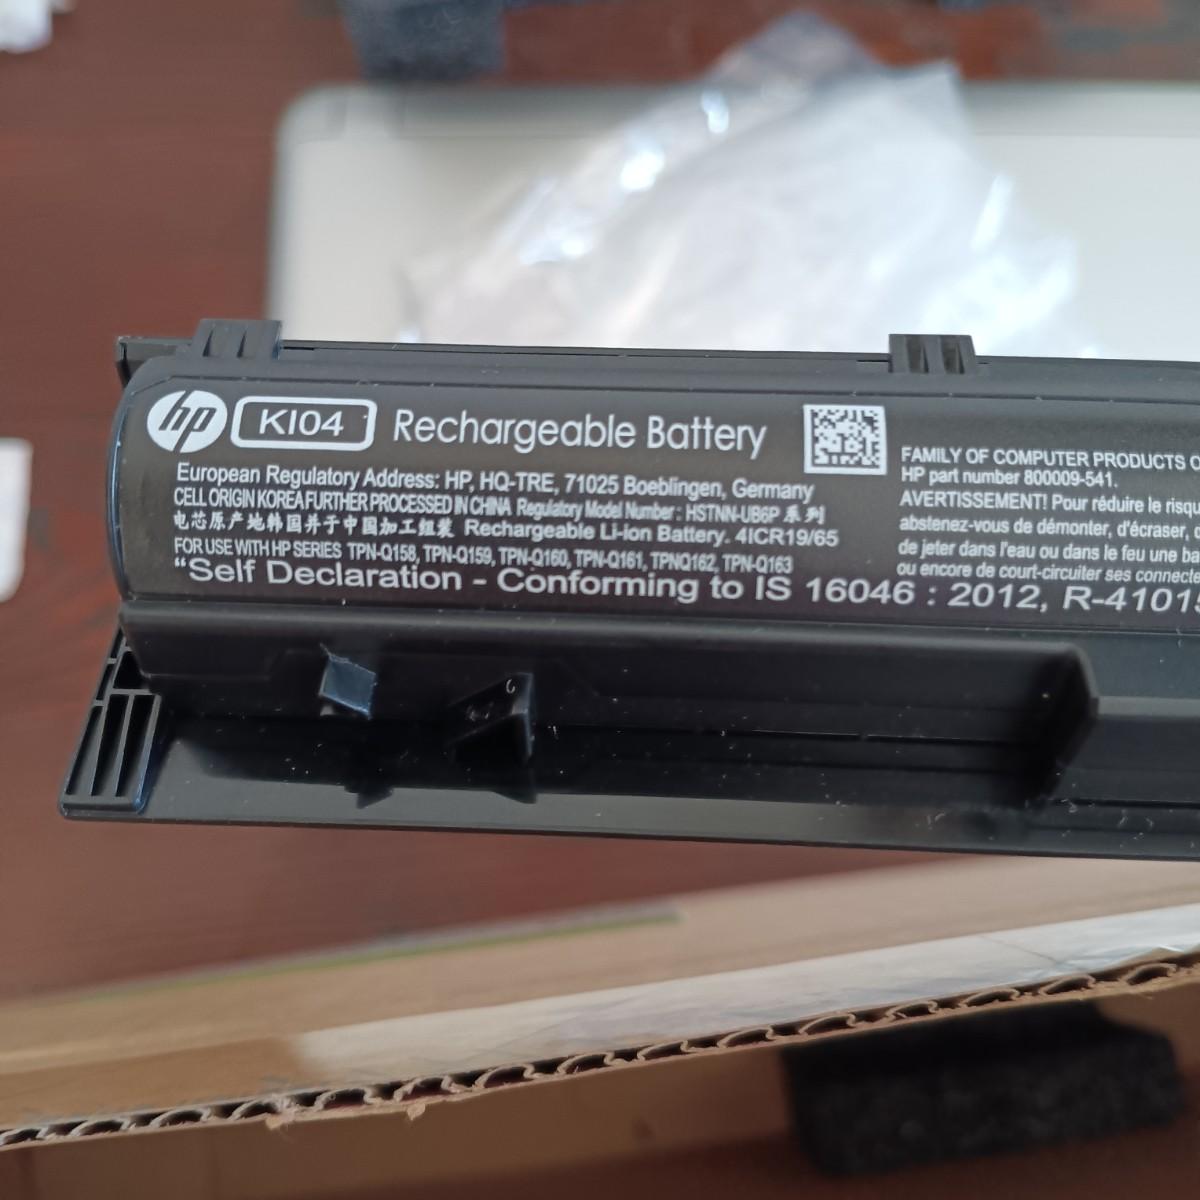 hp KI04 Rechargeable Battery
European Regulatory Address: HP, HQ-TRE, 71025 Boeblingen, Germany
CELL ORIGIN KOREA FURTHER PROCESSED IN CHINA Regulatory Model Number : HSTNN-UB6P 系列
电芯原产地韩国并于中国加工组装 Rechargeable Li-ion Battery. 4ICR19/65
FOR USE WITH HP SERIES TPN-Q158, TPN-Q159, TPN-Q160, TPN-Q161, TPNQ162, TPN-Q163
“Self Declaration - Conforming to IS 16046 : 2012, R-41015
FAMILY OF COMPUTER PRODUCTS O
HP part number 800009-541.
AVERTISSEMENT! Pour réduire le risqu
abstenez-vous de démonter, d'écraser,
de jeter dans l'eau ou dans le feu une ba
ou encore de court-circuiter ses connecte